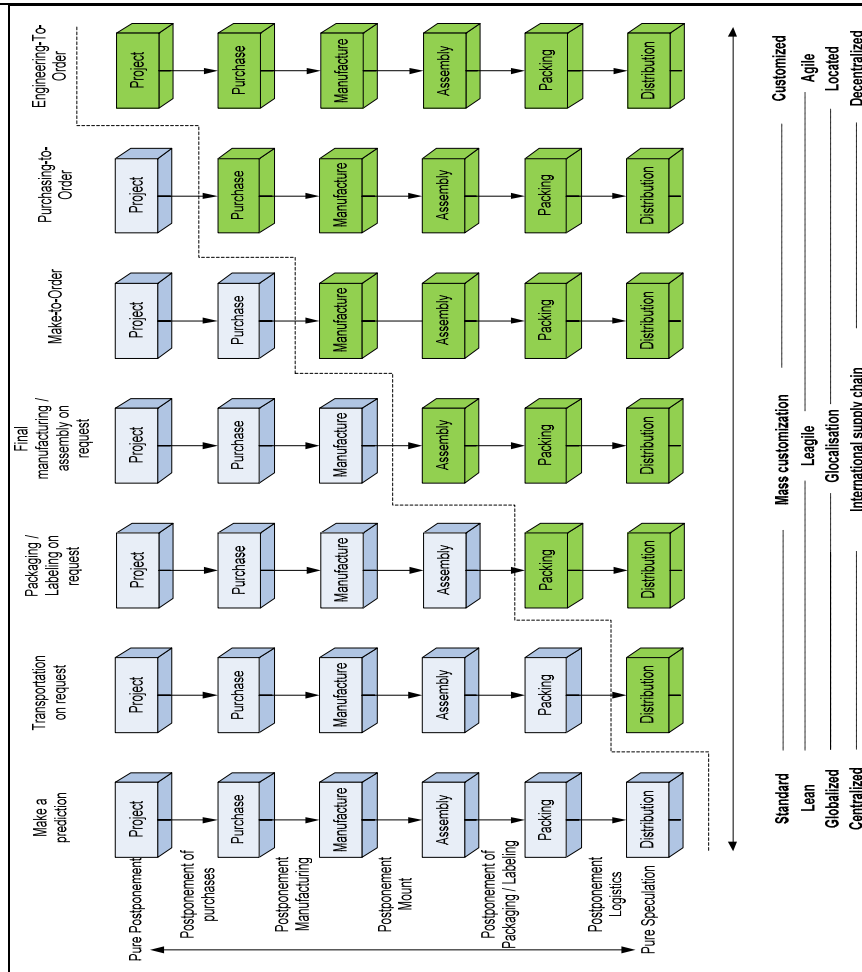 Make a
prediction
Transportation
on request
Packaging /
Labeling on
request
Final
manufacturing /
assembly on
request
Make-to-Order
Purchasing-to-
Order
Engineering-To-
Order
Pure Postponement
Project
Project
Project
Project
Project
Project
Project
Postponement of
purchases
Purchase
Purchase
Purchase
Purchase
Purchase
Purchase
Purchase
Postponement
Manufacturing
Manufacture
Manufacture
Manufacture
Manufacture
Manufacture
Manufacture
Manufacture
Postponement
Mount
Assembly
Assembly
Assembly
Assembly
Assembly
Assembly
Assembly
Postponement of
Packaging / Labeling
Packing
Packing
Packing
Packing
Packing
Packing
Packing
Postponement
Logistics
Pure Speculation
Distribution
Distribution
Distribution
Distribution
Distribution
Distribution
Distribution
Standard Mass customization Customized
Lean Leagile Agile
Globalized Glocalisation Located
Centralized International supply chain Decentralized